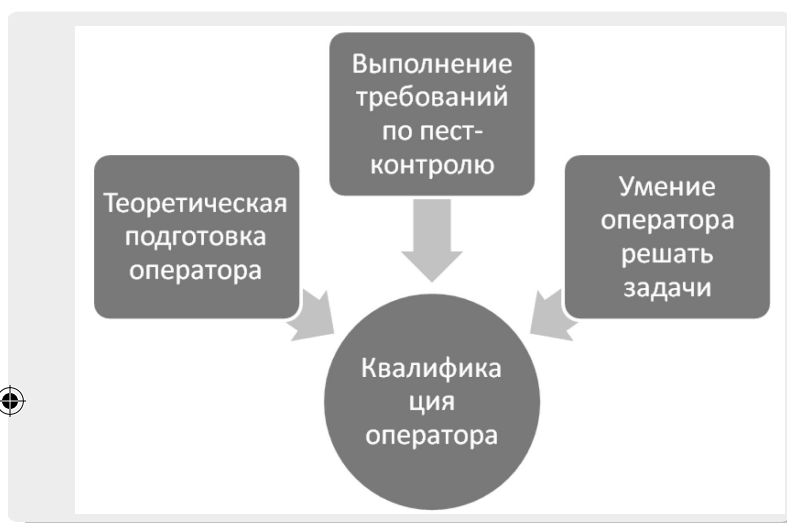 Выполнение
требований
по пест-
контролю
Теоретическая
подготовка
оператора
Умение
оператора
решать
задачи
Квалифика
ция
оператора